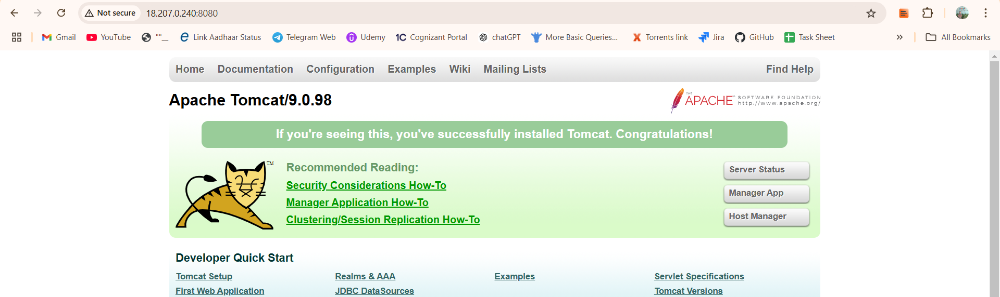 Not secure 18.207.0.240:8080
Gmail YouTube ""__ Link Aadhaar Status Telegram Web Udemy 1C Cognizant Portal chatGPT More Basic Queries... Torrents link Jira GitHub Task Sheet » All Bookmarks
Home Documentation Configuration Examples Wiki Mailing Lists Find Help
Apache Tomcat/9.0.98
THE APACHE SOFTWARE FOUNDATION
http://www.apache.org/
If you're seeing this, you've successfully installed Tomcat. Congratulations!
TM
Recommended Reading:
Security Considerations How-To
Manager Application How-To
Clustering/Session Replication How-To
Server Status
Manager App
Host Manager
Developer Quick Start
Tomcat Setup Realms & AAA Examples Servlet Specifications
First Web Application JDBC DataSources Tomcat Versions